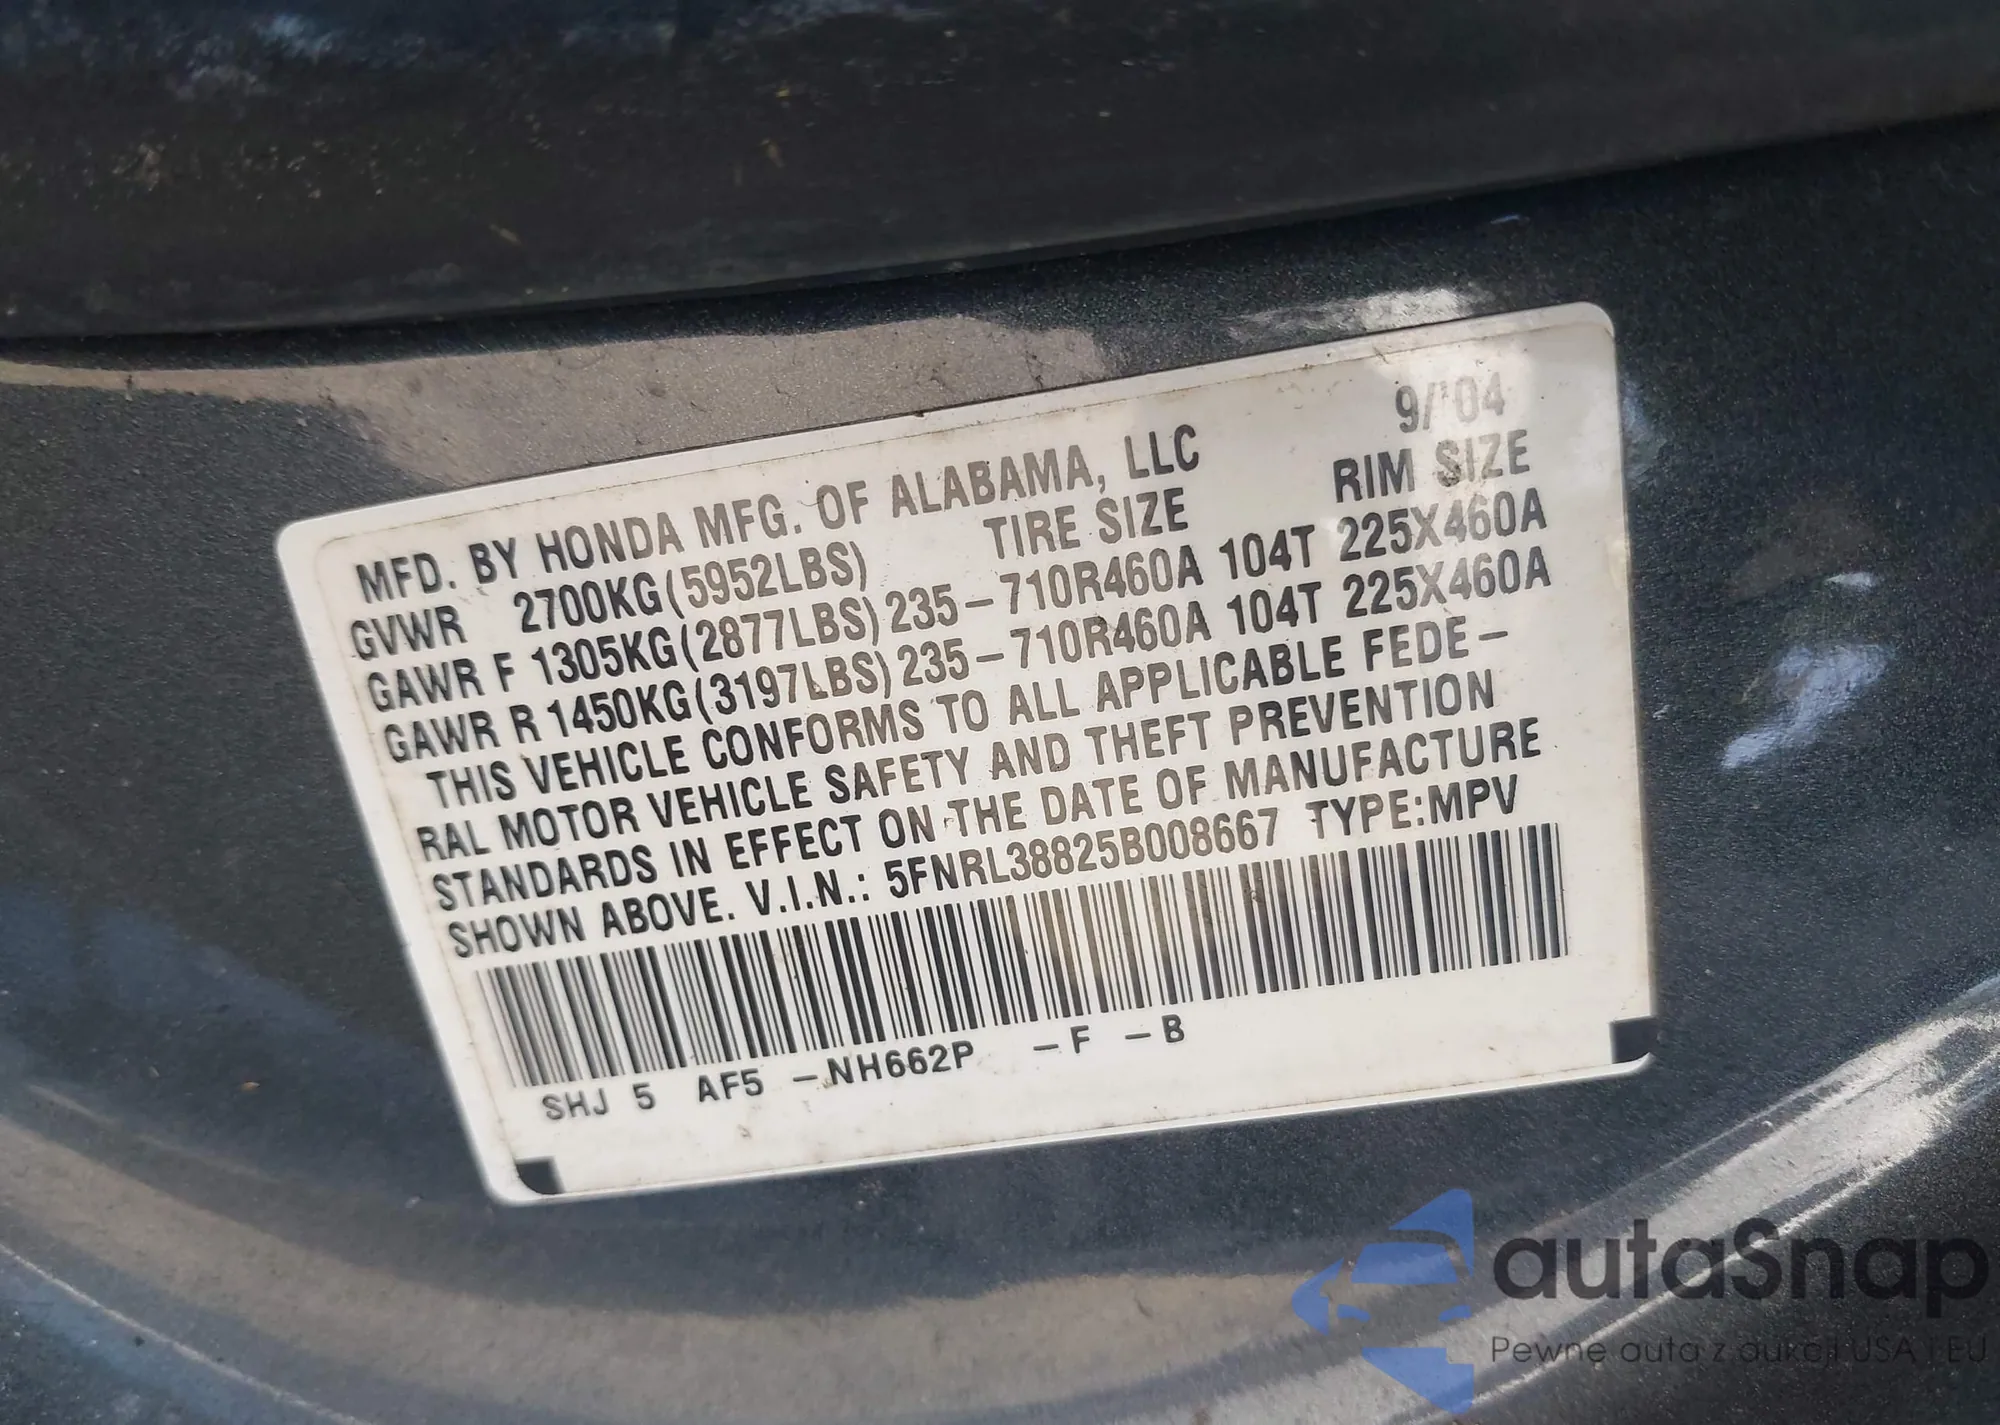 9/'04
MFD. BY HONDA MFG. OF ALABAMA, LLC
TIRE SIZE RIM SIZE
GVWR 2700KG(5952LBS)
GAWR F 1305KG(2877LBS)235-710R460A 104T 225X460A
GAWR R 1450KG(3197LBS)235-710R460A 104T 225X460A
THIS VEHICLE CONFORMS TO ALL APPLICABLE FEDE-
RAL MOTOR VEHICLE SAFETY AND THEFT PREVENTION
STANDARDS IN EFFECT ON THE DATE OF MANUFACTURE
SHOWN ABOVE. V.I.N.: 5FNRL38825B008667 TYPE:MPV
SHJ 5 AF5 -NH662P -F -B
autaSnap
Pewne auta z aukcji USA i EU